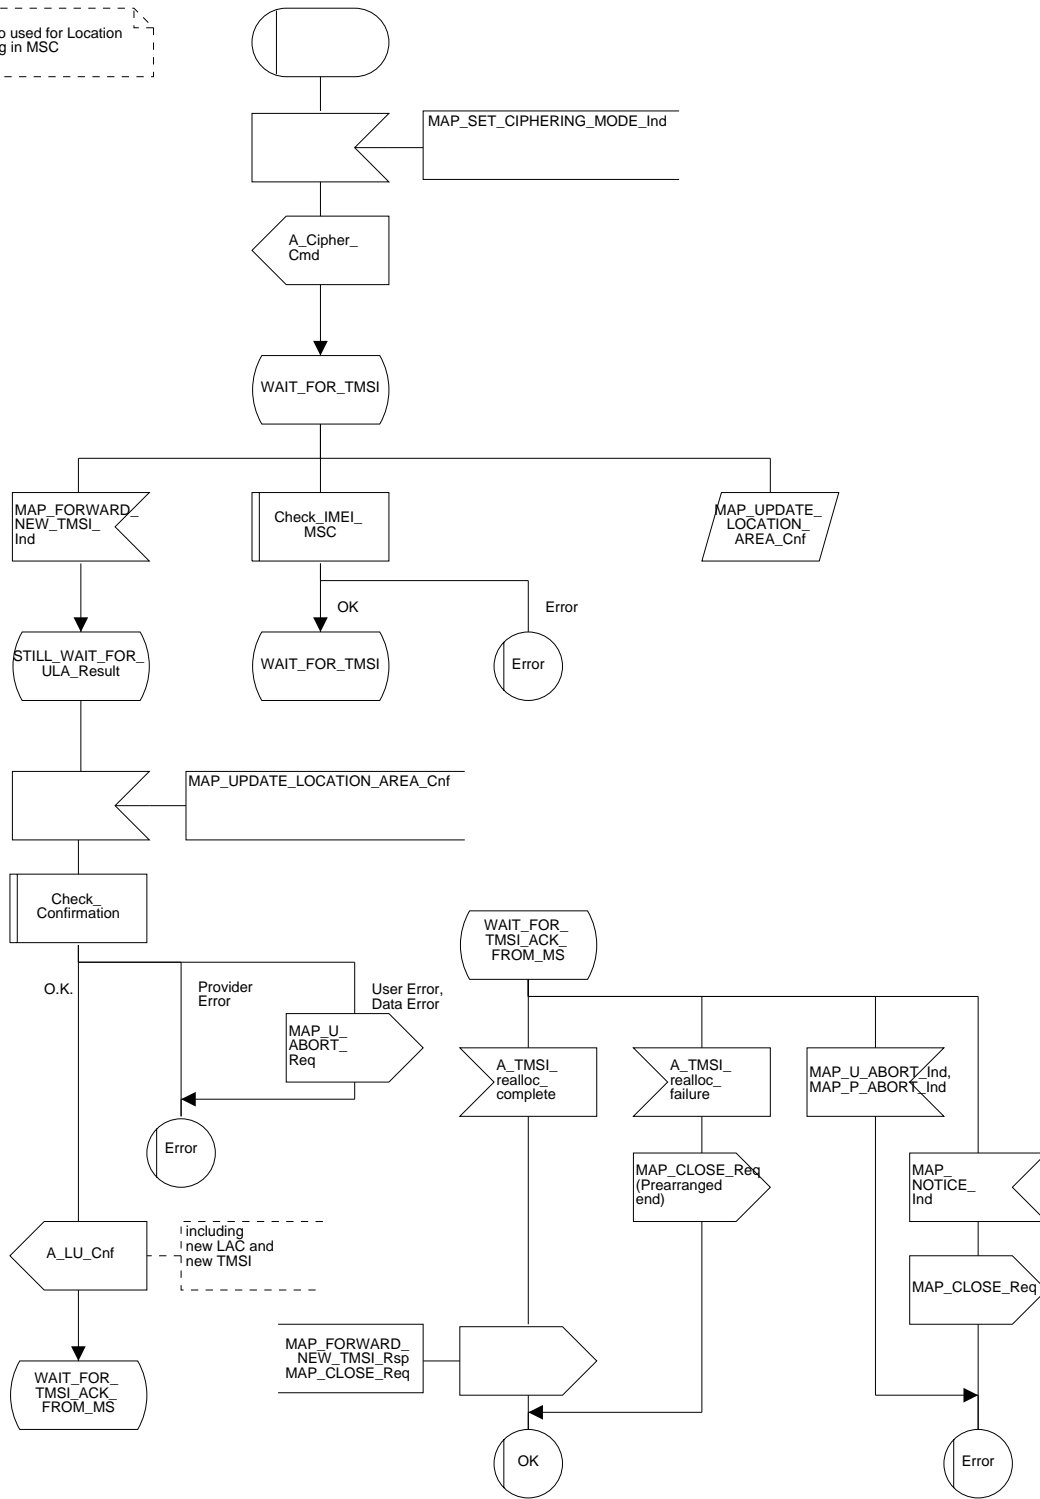 used for Location
in MSC
MAP_SET_CIPHERING_MODE_Ind
A_Cipher_
Cmd
WAIT_FOR_TMSI
MAP_FORWARD_
NEW_TMSI_
Ind
Check_IMEI_
MSC
MAP_UPDATE_
LOCATION_
AREA_Cnf
OK
Error
STILL_WAIT_FOR_
ULA_Result
WAIT_FOR_TMSI
Error
MAP_UPDATE_LOCATION_AREA_Cnf
Check_
Confirmation
WAIT_FOR_
TMSI_ACK_
FROM_MS
O.K.
Provider
Error
User Error,
Data Error
MAP_U_
ABORT_
Req
A_TMSI_
realloc_
complete
A_TMSI_
realloc_
failure
MAP_U_ABORT_Ind,
MAP_P_ABORT_Ind
Error
MAP_CLOSE_Req
(Prearranged
end)
MAP_
NOTICE_
Ind
A_LU_Cnf
including
new LAC and
new TMSI
MAP_CLOSE_Req
MAP_FORWARD_
NEW_TMSI_Rsp
MAP_CLOSE_Req
WAIT_FOR_
TMSI_ACK_
FROM_MS
OK
Error